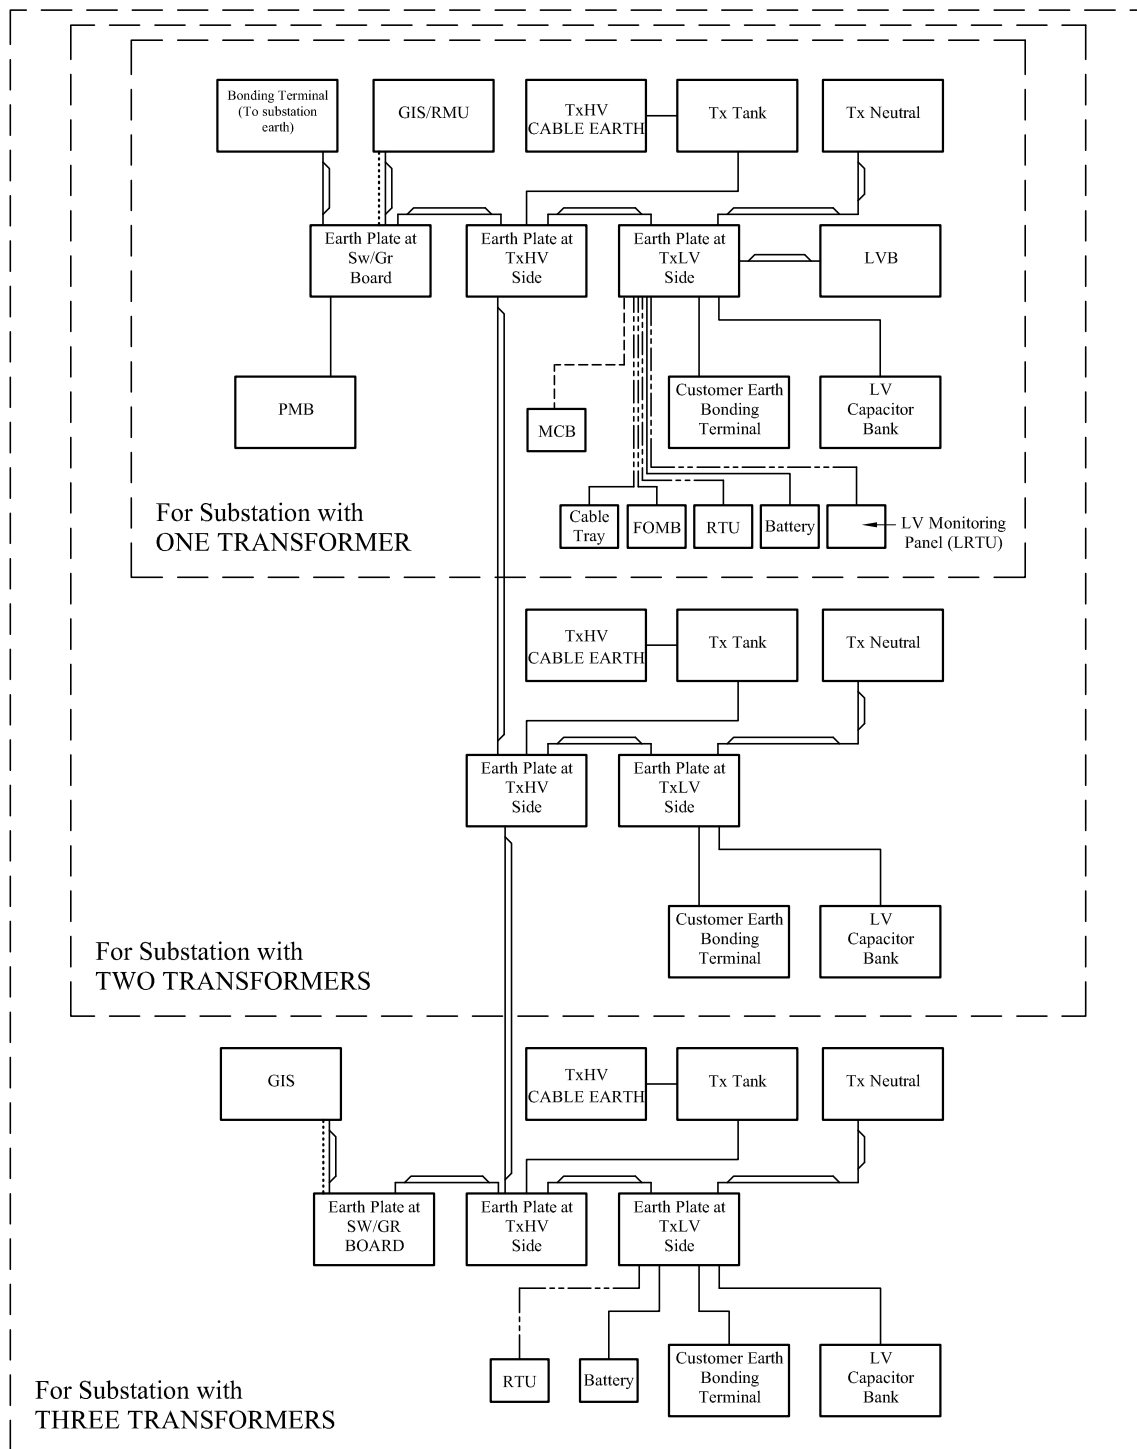 Bonding Terminal
(To substation
earth)
GIS/RMU
TxHV
CABLE EARTH
Tx Tank
Tx Neutral
Earth Plate at
Sw/Gr
Board
Earth Plate at
TxHV
Side
Earth Plate at
TxLV
Side
LVB
PMB
MCB
Customer Earth
Bonding
Terminal
LV
Capacitor
Bank
Cable
Tray
FOMB
RTU
Battery
LV Monitoring
Panel (LRTU)
For Substation with
ONE TRANSFORMER
TxHV
CABLE EARTH
Tx Tank
Tx Neutral
Earth Plate at
TxHV
Side
Earth Plate at
TxLV
Side
Customer Earth
Bonding
Terminal
LV
Capacitor
Bank
For Substation with
TWO TRANSFORMERS
GIS
TxHV
CABLE EARTH
Tx Tank
Tx Neutral
Earth Plate at
SW/GR
BOARD
Earth Plate at
TxHV
Side
Earth Plate at
TxLV
Side
RTU
Battery
Customer Earth
Bonding
Terminal
LV
Capacitor
Bank
For Substation with
THREE TRANSFORMERS